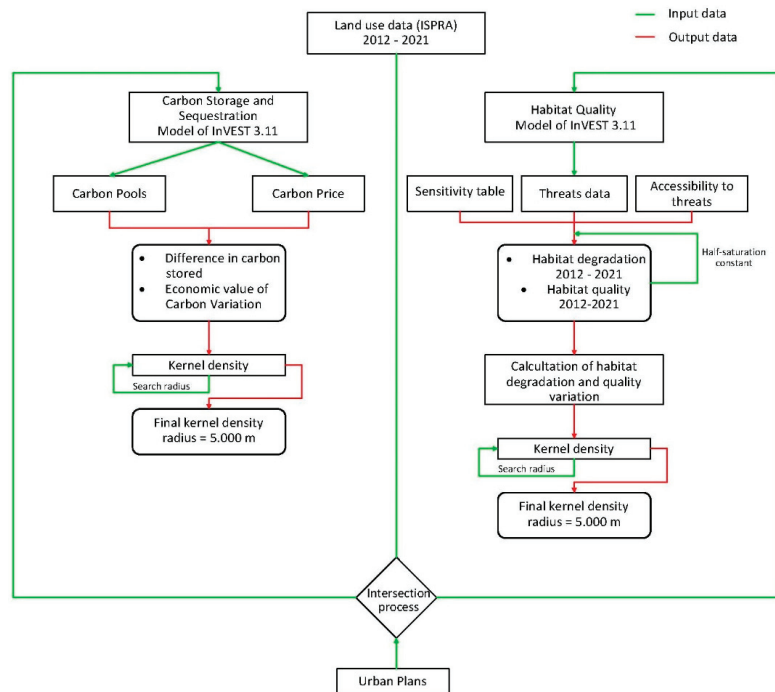 Land use data (ISPRA)
2012 - 2021
Input data
Output data
Carbon Storage and
Sequestration
Model of InVEST 3.11
Habitat Quality
Model of InVEST 3.11
Carbon Pools
Carbon Price
Sensitivity table
Threats data
Accessibility to
threats
• Difference in carbon
stored
• Economic value of
Carbon Variation
• Habitat degradation
2012 - 2021
• Habitat quality
2012-2021
Half-saturation
constant
Kernel density
Search radius
Final kernel density
radius = 5.000 m
Calcultation of habitat
degradation and quality
variation
Kernel density
Search radius
Final kernel density
radius = 5.000 m
Intersection
process
Urban Plans